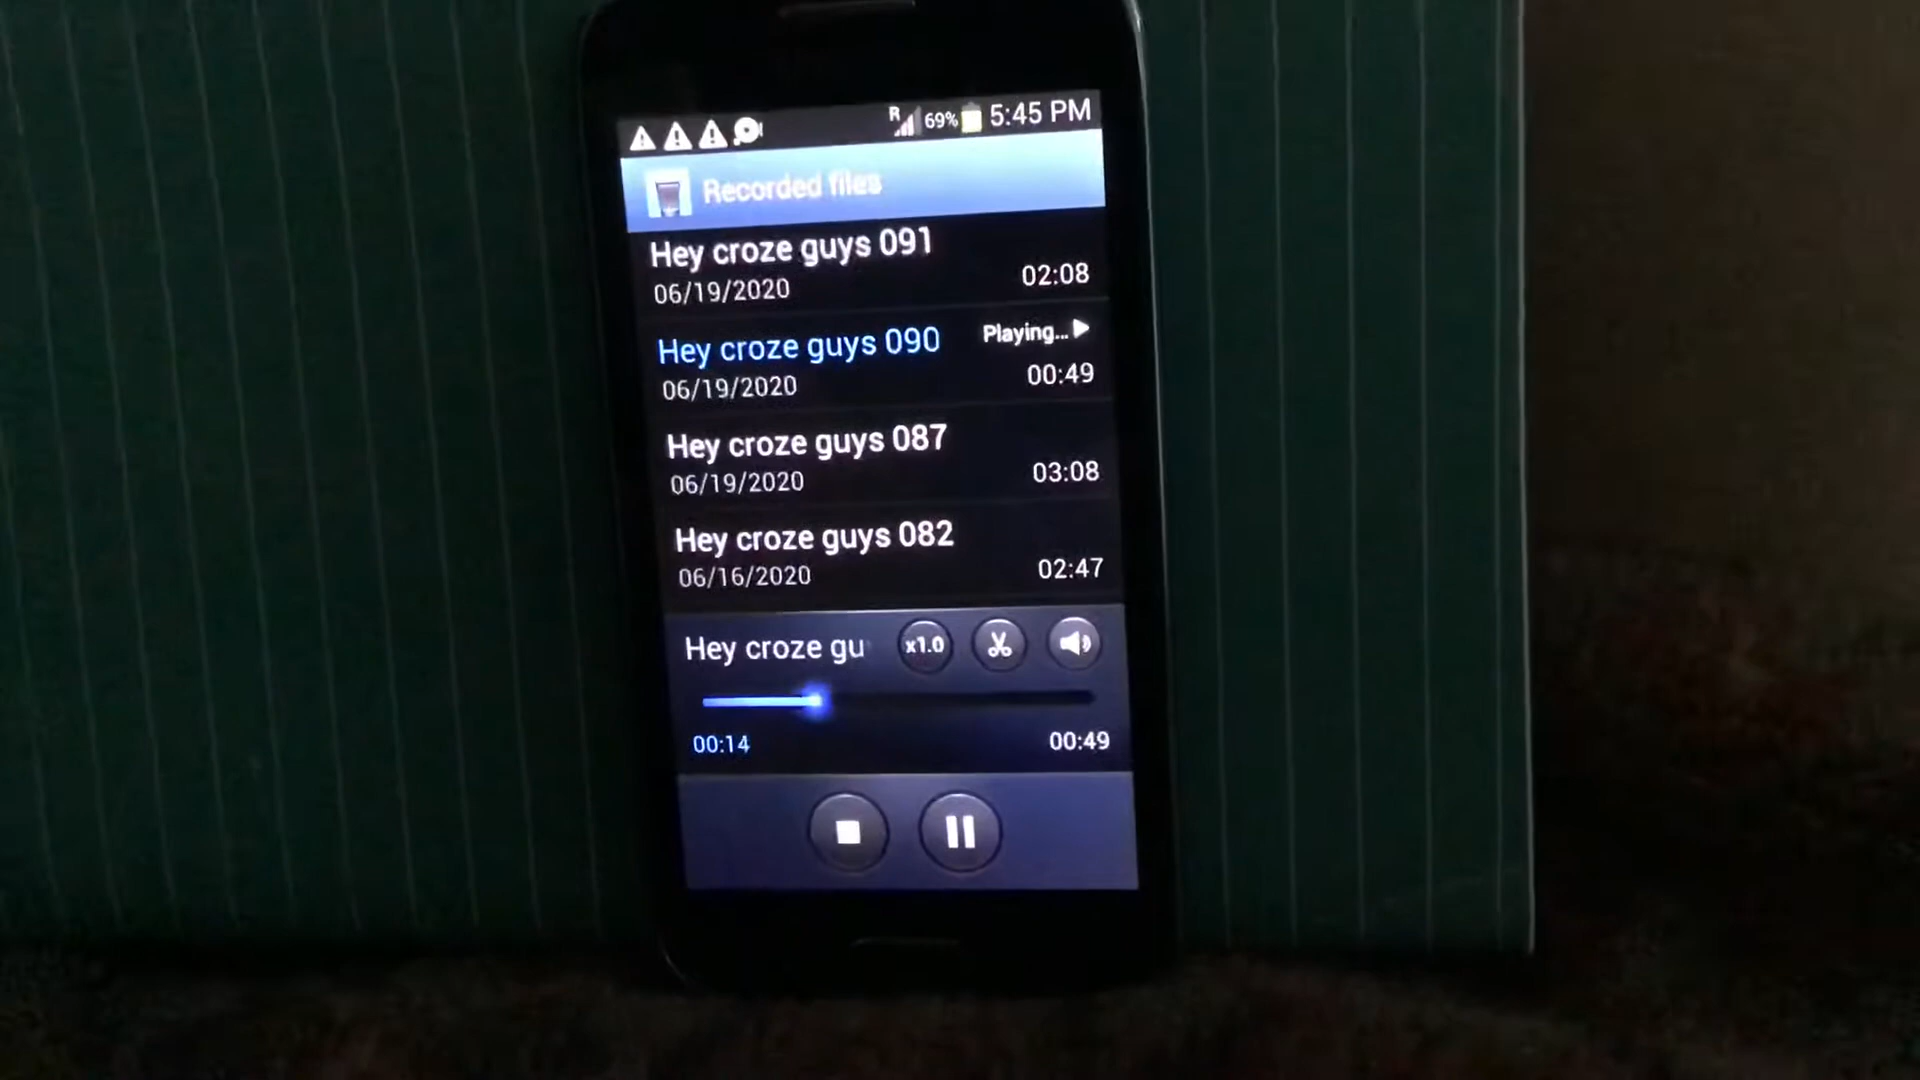 R 69% 5:45 PM
Recorded files
Hey croze guys 091
06/19/2020 02:08
Hey croze guys 090 Playing...
06/19/2020 00:49
Hey croze guys 087
06/19/2020 03:08
Hey croze guys 082
06/16/2020 02:47
Hey croze gu x1.0
00:14 00:49